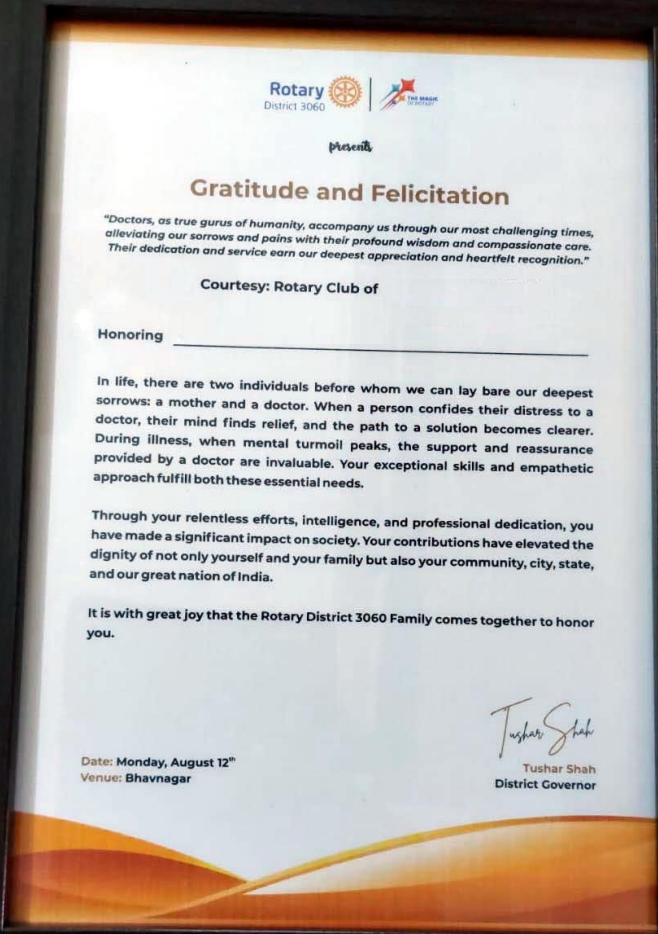 Rotary
District 3060
THE MAGIC
OF ROTARY
presents
Gratitude and Felicitation
"Doctors, as true gurus of humanity, accompany us through our most challenging times,
alleviating our sorrows and pains with their profound wisdom and compassionate care.
Their dedication and service earn our deepest appreciation and heartfelt recognition."
Courtesy: Rotary Club of
Honoring
In life, there are two individuals before whom we can lay bare our deepest
sorrows: a mother and a doctor. When a person confides their distress to a
doctor, their mind finds relief, and the path to a solution becomes clearer.
During illness, when mental turmoil peaks, the support and reassurance
provided by a doctor are invaluable. Your exceptional skills and empathetic
approach fulfill both these essential needs.
Through your relentless efforts, intelligence, and professional dedication, you
have made a significant impact on society. Your contributions have elevated the
dignity of not only yourself and your family but also your community, city, state,
and our great nation of India.
It is with great joy that the Rotary District 3060 Family comes together to honor
you.
Tushar Shah
Date: Monday, August 12th
Venue: Bhavnagar
Tushar Shah
District Governor